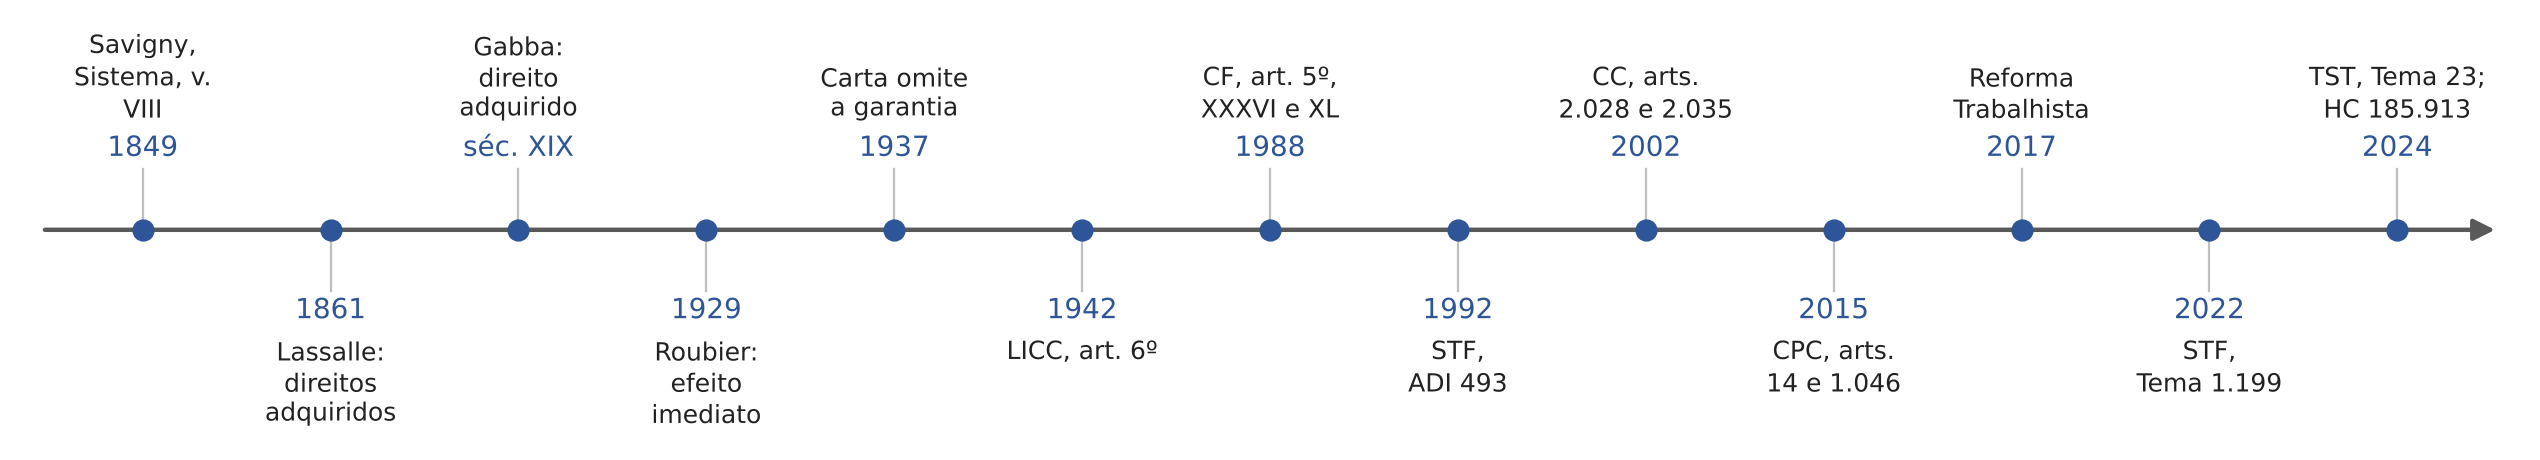 Savigny,
Sistema, v.
VIII
1849
1861
Lassalle:
direitos
adquiridos
Gabba:
direito
adquirido
séc. XIX
1929
Roubier:
efeito
imediato
Carta omite
a garantia
1937
1942
LICC, art. 6º
CF, art. 5º,
XXXVI e XL
1988
1992
STF,
ADI 493
CC, arts.
2.028 e 2.035
2002
2015
CPC, arts.
14 e 1.046
Reforma
Trabalhista
2017
2022
STF,
Tema 1.199
TST, Tema 23;
HC 185.913
2024